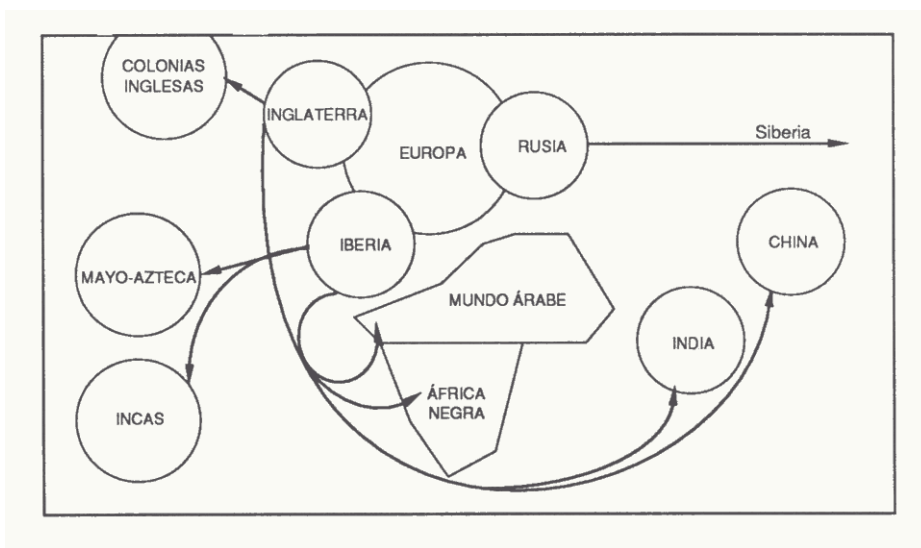 COLONIAS
INGLESAS
INGLATERRA
EUROPA
RUSIA
Siberia
IBERIA
CHINA
MAYO-AZTECA
MUNDO ÁRABE
INDIA
ÁFRICA
NEGRA
INCAS